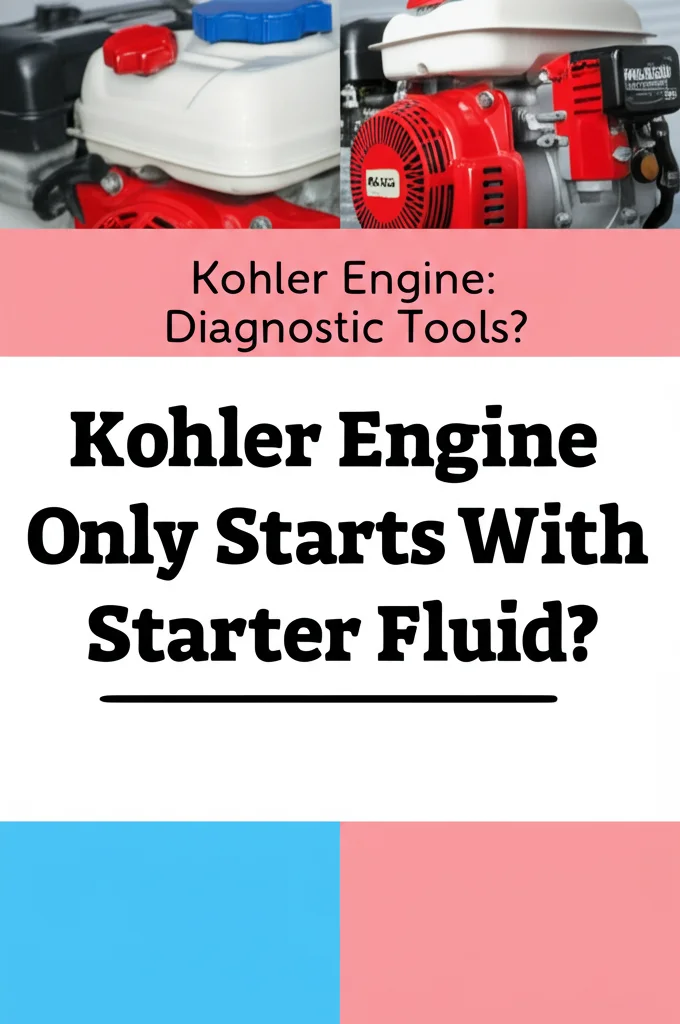 Kohler Engine:
Diagnostic Tools?
Kohler Engine
Only Starts With
Starter Fluid?